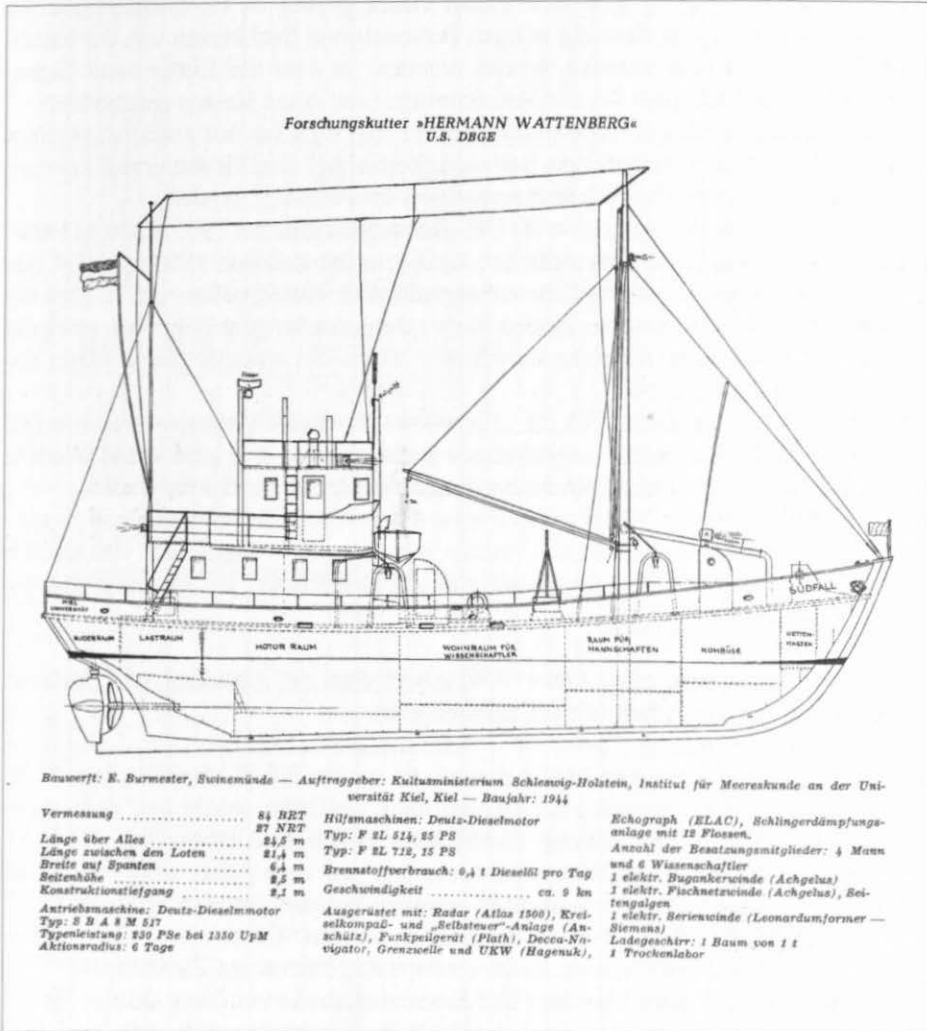 Forschungskutter »HERMANN WATTENBERG«
U.S. DBGE
SÜDFALL
KIEL
RUDERRAUM
LASTRAUM
MOTOR RAUM
WOHNRAUM FÜR
WISSENSCHAFTLER
RAUM FÜR
MANNSCHAFTEN
KOMBÜSE
KETTEN-
KASTEN
Bauwerft: E. Burmester, Swinemünde — Auftraggeber: Kultusministerium Schleswig-Holstein, Institut für Meereskunde an der Uni-
versität Kiel, Kiel — Baujahr: 1944
Vermessung .................. 84 BRT
27 NRT
Länge über Alles ............ 24,5 m
Länge zwischen den Loten ...... 21,4 m
Breite auf Spanten ............ 6,4 m
Seitenhöhe .................. 2,5 m
Konstruktionstiefgang ........ 2,1 m
Antriebsmaschine: Deutz-Dieselmmotor
Typ: S B A 8 M 517
Typenleistung: 230 PSe bei 1350 UpM
Aktionsradius: 6 Tage
Hilfsmaschinen: Deutz-Dieselmotor
Typ: F 2L 514, 25 PS
Typ: F 2L 712, 15 PS
Brennstoffverbrauch: 0,4 t Dieselöl pro Tag
Geschwindigkeit ........ ca. 9 kn
Ausgerüstet mit: Radar (Atlas 1500), Krei-
selkompaß- und „Selbsteuer“-Anlage (An-
schütz), Funkpeilgerät (Plath), Decca-Na-
vigator, Grenzwelle und UKW (Hagenuk),
Echograph (ELAC), Schlingerdämpfungs-
anlage mit 12 Flossen.
Anzahl der Besatzungsmitglieder: 4 Mann
und 6 Wissenschaftler
1 elektr. Bugankerwinde (Achgelus)
1 elektr. Fischnetzwinde (Achgelus), Sei-
tengalgen
1 elektr. Serienwinde (Leonardumformer —
Siemens)
Ladegeschirr: 1 Baum von 1 t
1 Trockenlabor